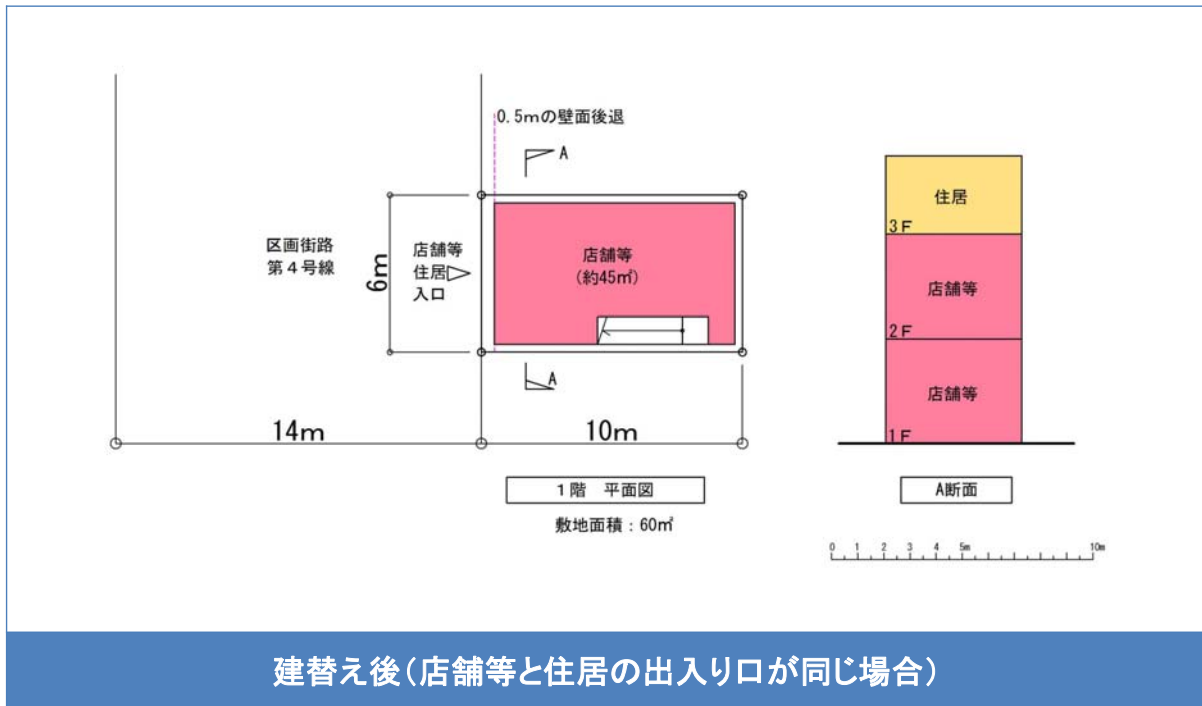 0.5mの壁面後退
A
区画街路
第４号線
6m
店舗等
住居
入口
店舗等
(約45㎡)
A
14m
10m
１階　平面図
敷地面積：60㎡
住居
3F
店舗等
2F
店舗等
1F
A断面
0 1 2 3 4 5m 10m
建替え後（店舗等と住居の出入り口が同じ場合）